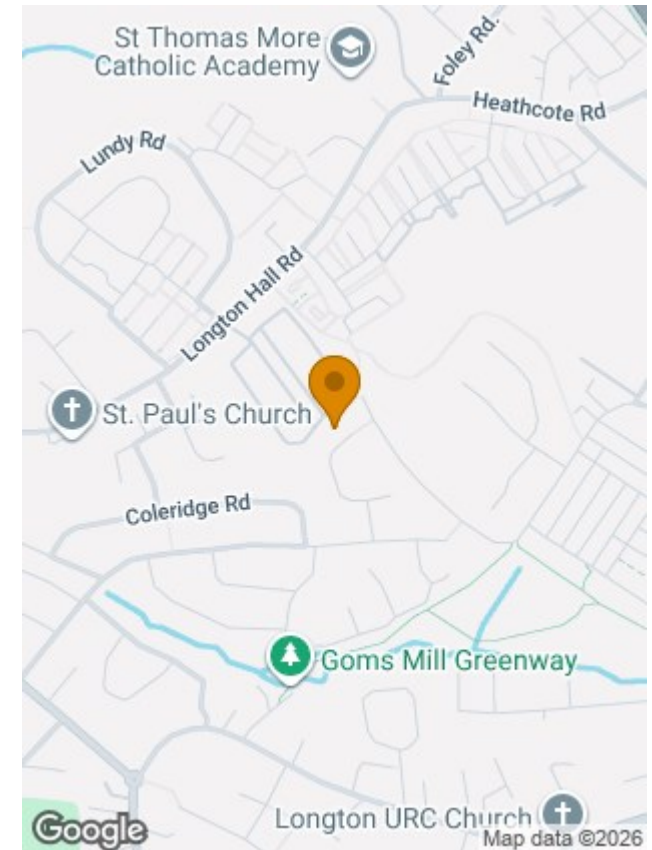 St Thomas More
Catholic Academy
Foley Rd.
Heathcote Rd
Lundy Rd
Longton Hall Rd
St. Paul's Church
Coleridge Rd
Goms Mill Greenway
Longton URC Church
Google
Map data ©2026